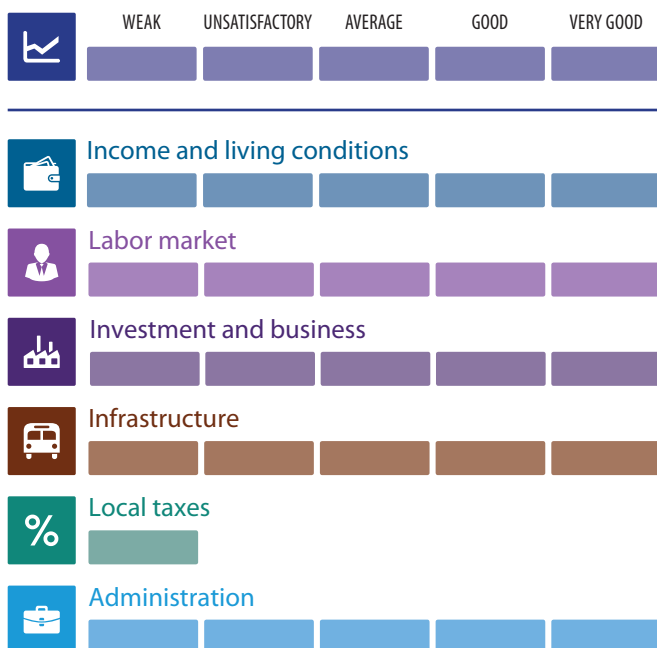 WEAK UNSATISFACTORY AVERAGE GOOD VERY GOOD
Income and living conditions
Labor market
Investment and business
Infrastructure
Local taxes
%
Administration